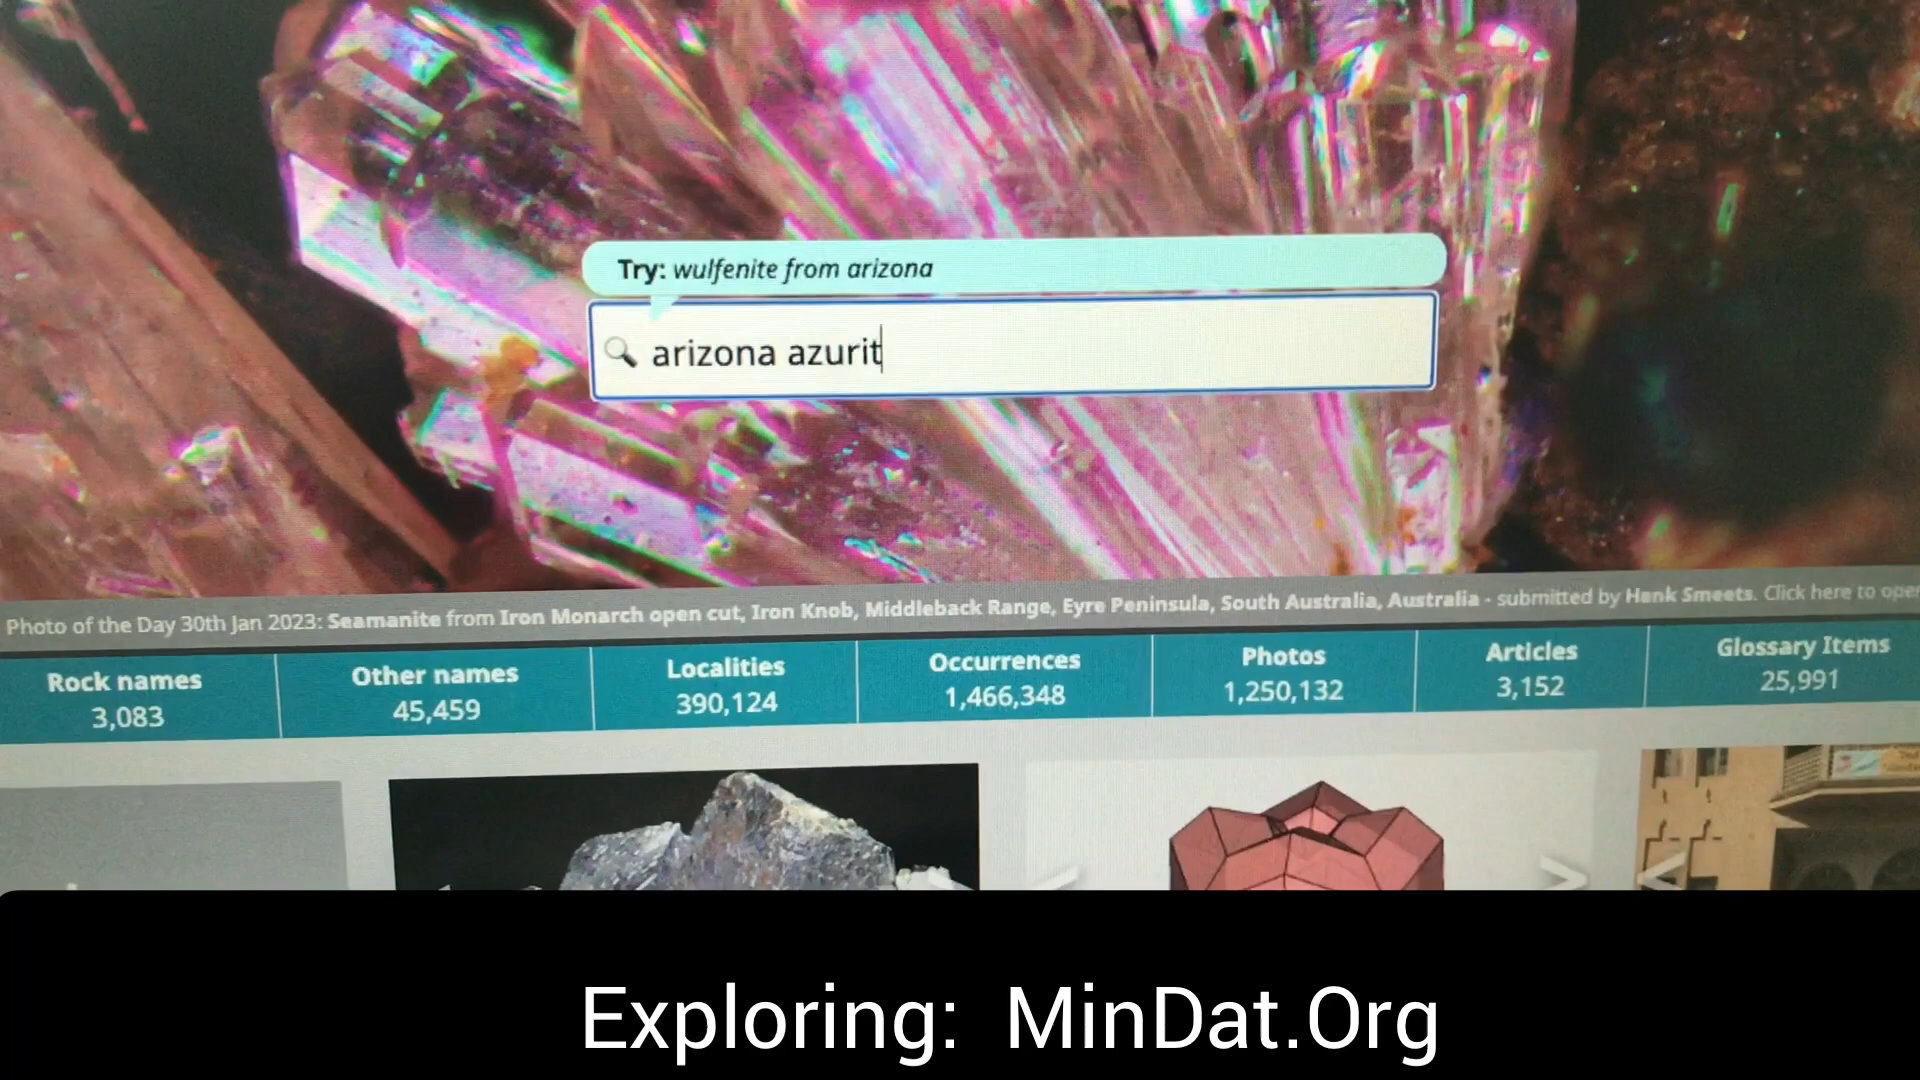 Try: wulfenite from arizona
arizona azurit
Photo of the Day 30th Jan 2023: Seamanite from Iron Monarch open cut, Iron Knob, Middleback Range, Eyre Peninsula, South Australia, Australia - submitted by Henk Smeets. Click here to open
Rock names Other names Localities Occurrences Photos Articles Glossary Items
3,083 45,459 390,124 1,466,348 1,250,132 3,152 25,991
Exploring: MinDat.Org